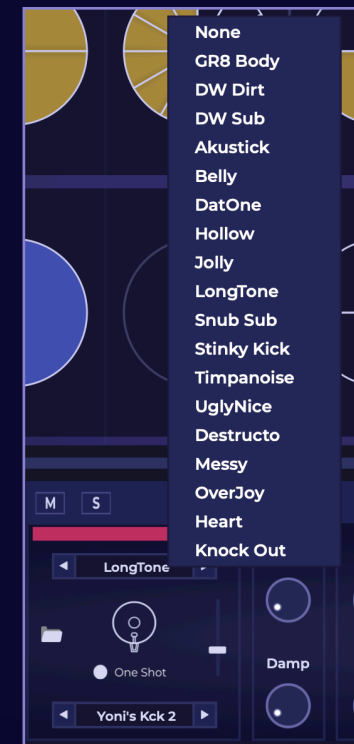 None
GR8 Body
DW Dirt
DW Sub
Akustick
Belly
DatOne
Hollow
Jolly
LongTone
Snub Sub
Stinky Kick
Timpanoise
UglyNice
Destructo
Messy
OverJoy
Heart
Knock Out
M S
LongTone
One Shot
Damp
Yoni's Kck 2